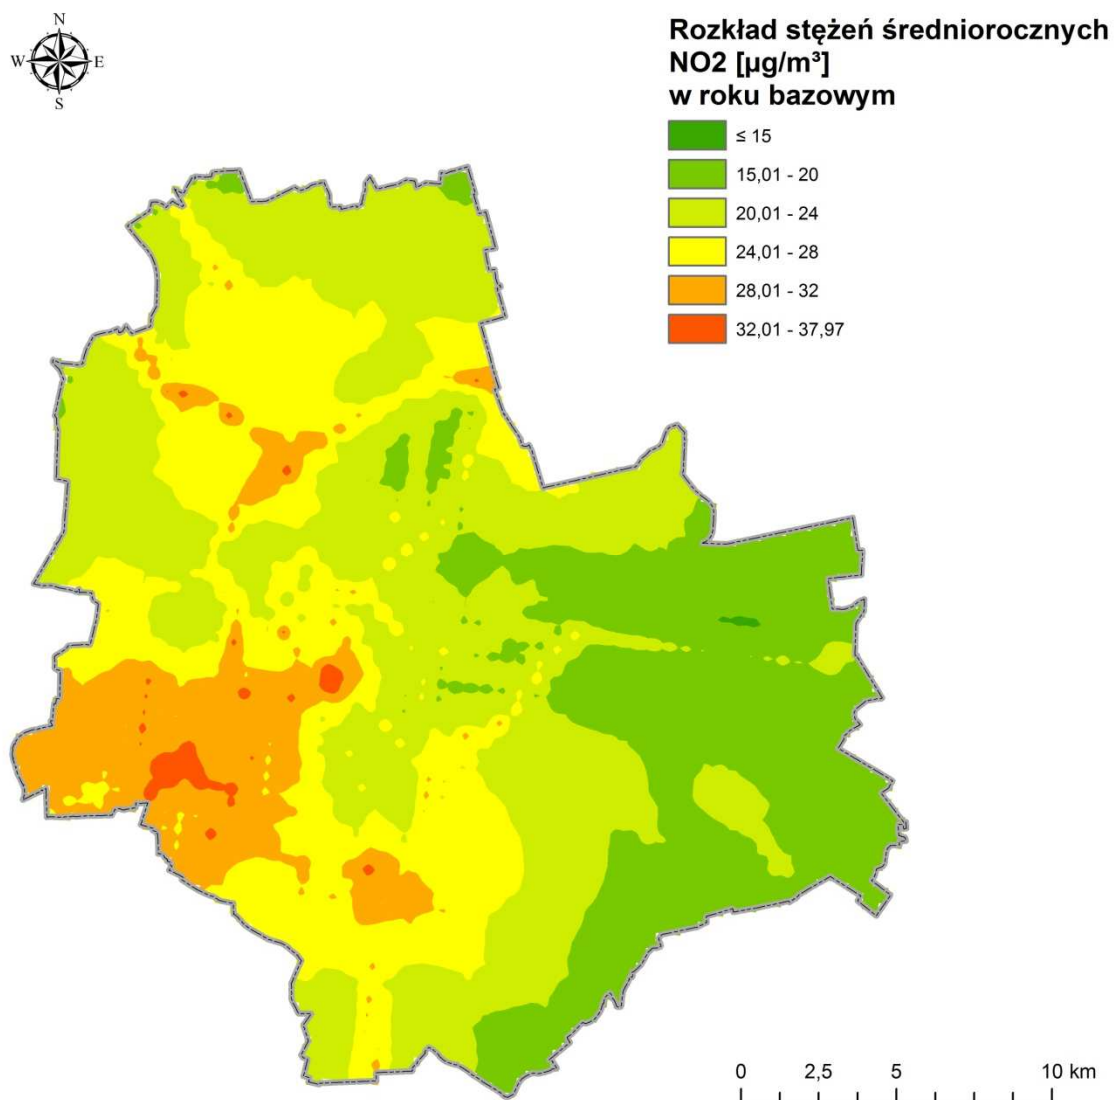 N
W E
S
Rozkład stężeń średniorocznych
NO2 [µg/m³]
w roku bazowym
≤ 15
15,01 - 20
20,01 - 24
24,01 - 28
28,01 - 32
32,01 - 37,97
0 2,5 5 10 km